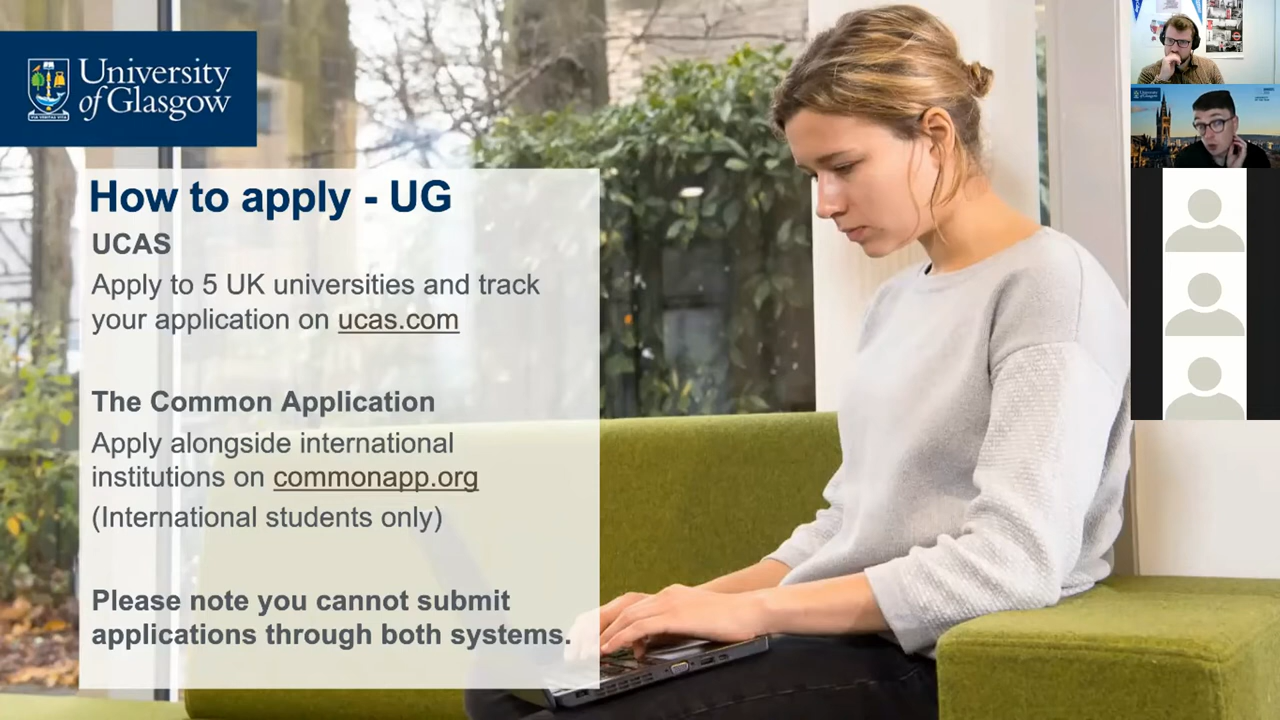 University
of Glasgow
How to apply - UG
UCAS
Apply to 5 UK universities and track
your application on ucas.com
The Common Application
Apply alongside international
institutions on commonapp.org
(International students only)
Please note you cannot submit
applications through both systems.